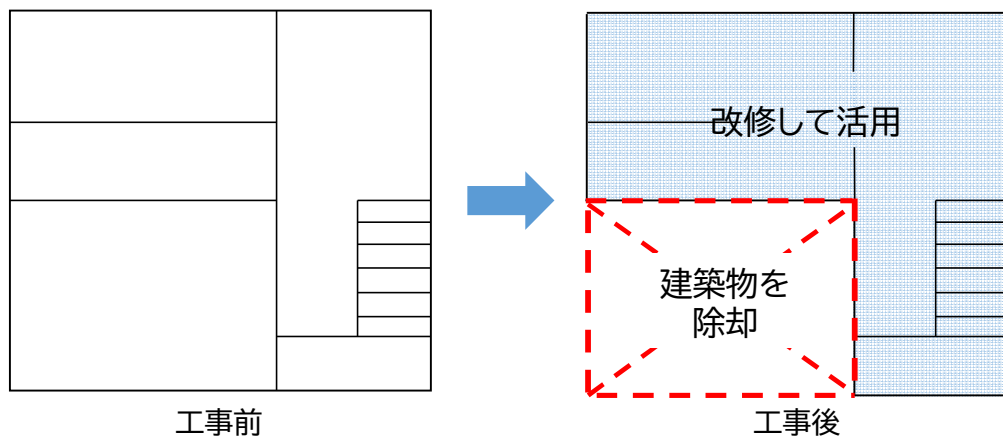 改修して活用
建築物を
除却
工事前
工事後